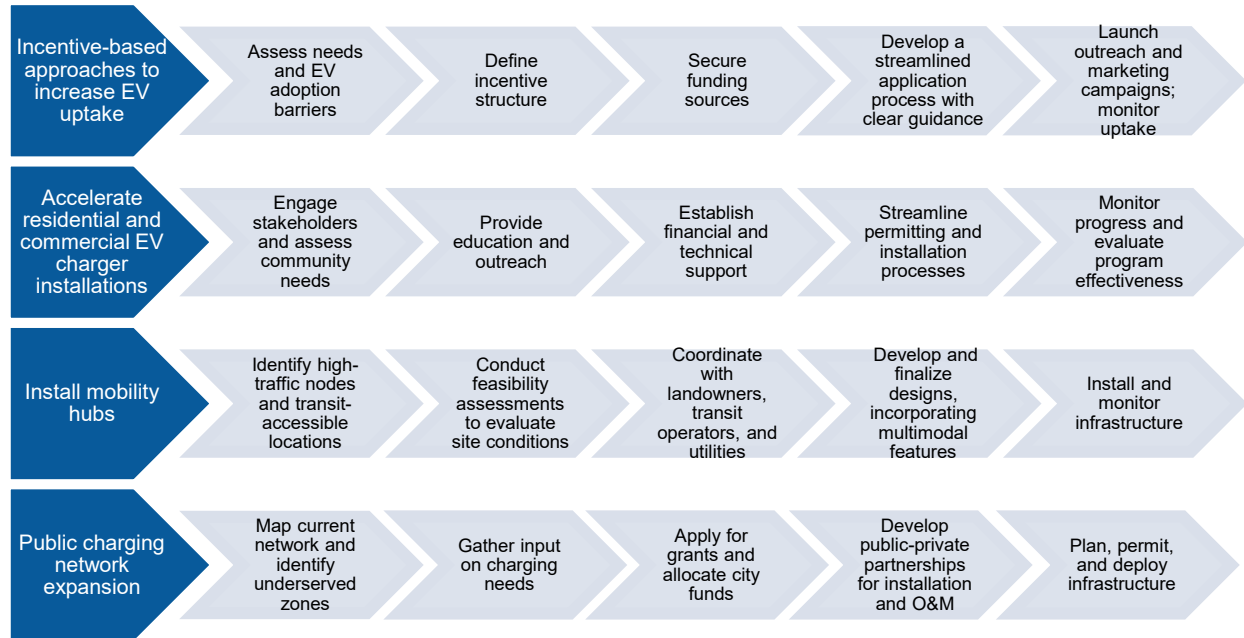 Incentive-based
approaches to
increase EV
uptake
Assess needs
and EV
adoption
barriers
Define
incentive
structure
Secure
funding
sources
Develop a
streamlined
application
process with
clear guidance
Launch
outreach and
marketing
campaigns;
monitor
uptake
Accelerate
residential and
commercial EV
charger
installations
Engage
stakeholders
and assess
community
needs
Provide
education and
outreach
Establish
financial and
technical
support
Streamline
permitting and
installation
processes
Monitor
progress and
evaluate
program
effectiveness
Install mobility
hubs
Identify high-
traffic nodes
and transit-
accessible
locations
Conduct
feasibility
assessments
to evaluate
site conditions
Coordinate
with
landowners,
transit
operators, and
utilities
Develop and
finalize
designs,
incorporating
multimodal
features
Install and
monitor
infrastructure
Public charging
network
expansion
Map current
network and
identify
underserved
zones
Gather input
on charging
needs
Apply for
grants and
allocate city
funds
Develop
public-private
partnerships
for installation
and O&M
Plan, permit,
and deploy
infrastructure